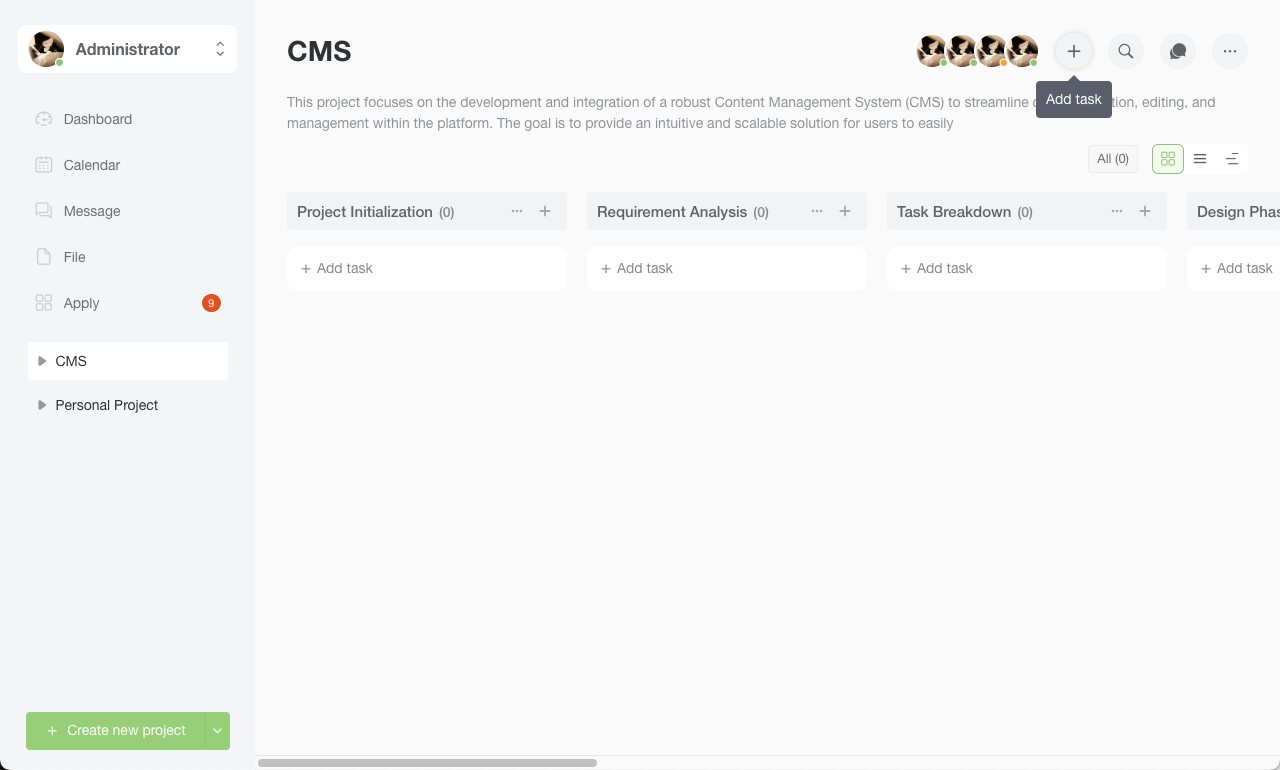 Administrator
Dashboard
Calendar
Message
File
Apply
9
CMS
Personal Project
Create new project
CMS
Add task
This project focuses on the development and integration of a robust Content Management System (CMS) to streamline tion, editing, and
management within the platform. The goal is to provide an intuitive and scalable solution for users to easily
All (0)
Project Initialization (0)
Add task
Requirement Analysis (0)
Add task
Task Breakdown (0)
Add task
Design Phas
Add task